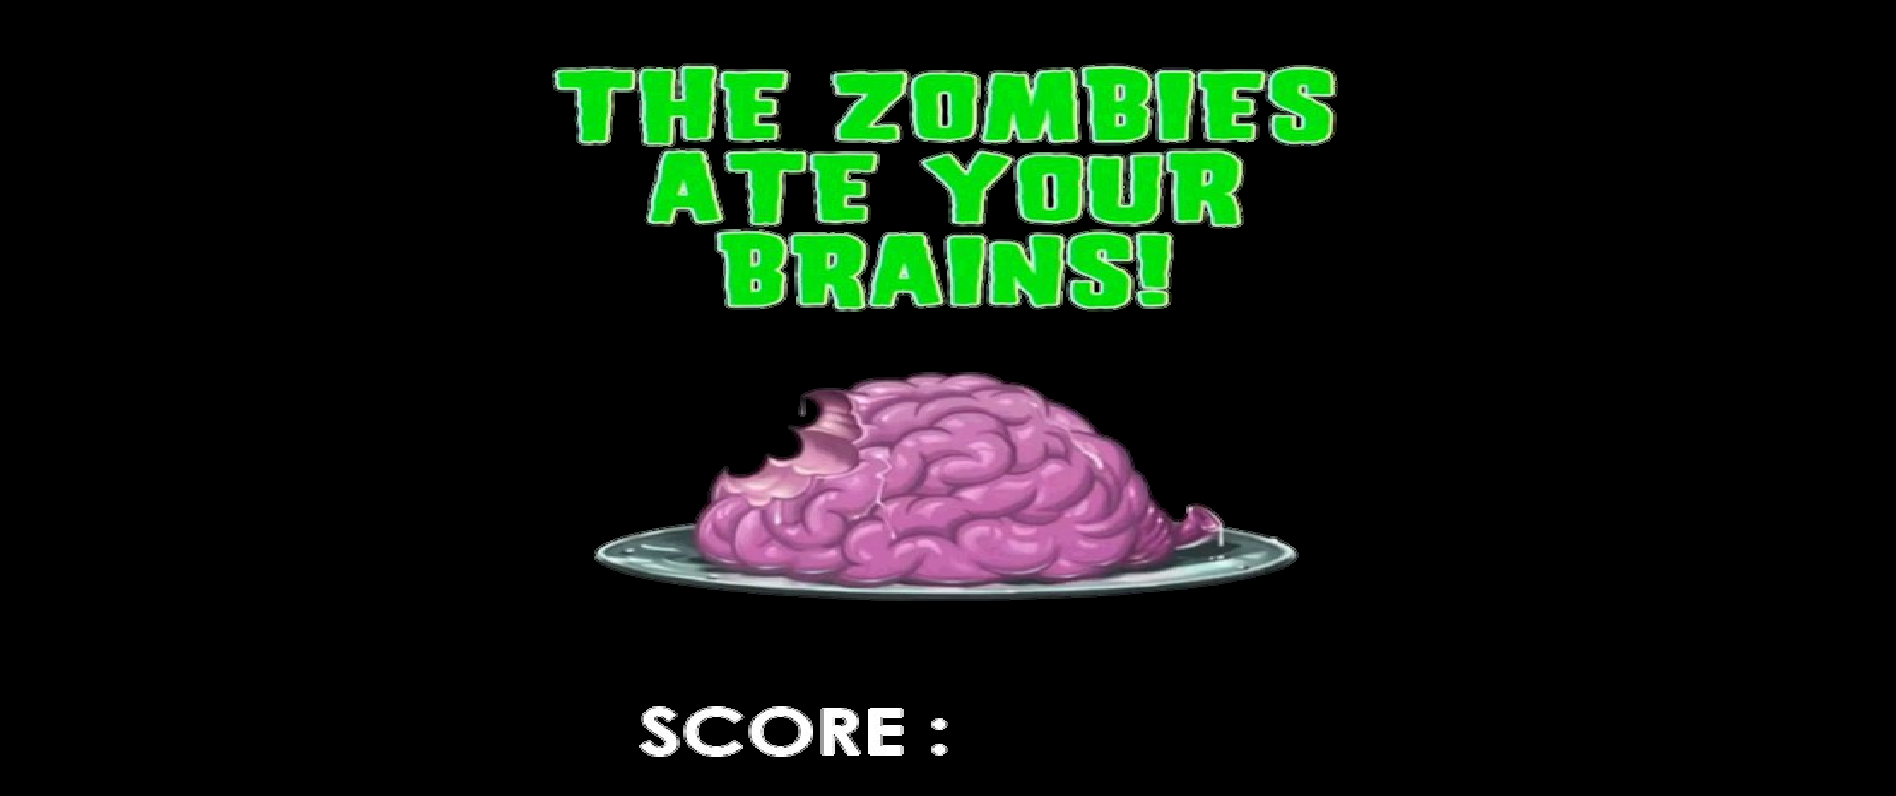 THE ZOMBIES
ATE YOUR
BRAINS!
SCORE :